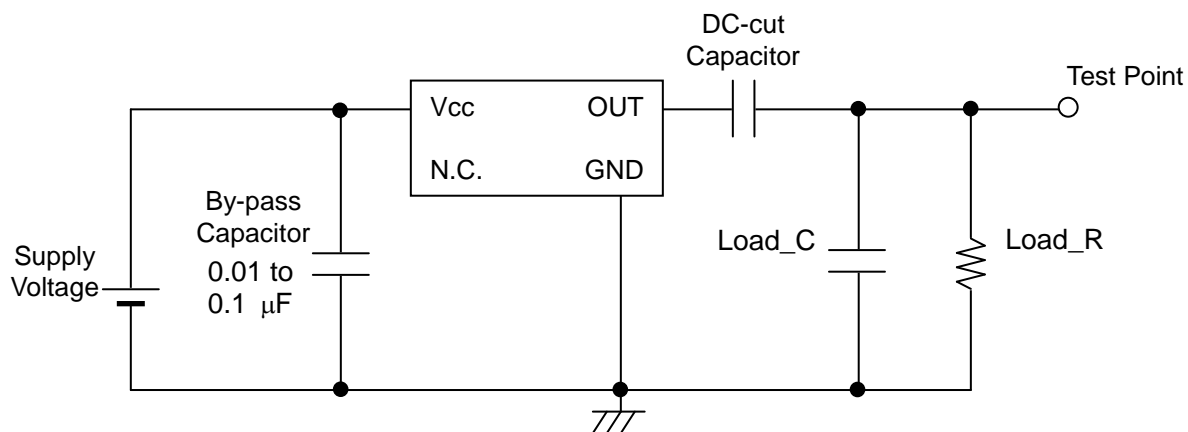 DC-cut
Capacitor
Test Point
Vcc
OUT
N.C.
GND
By-pass
Capacitor
0.01 to
0.1 μF
Supply
Voltage
Load_C
Load_R